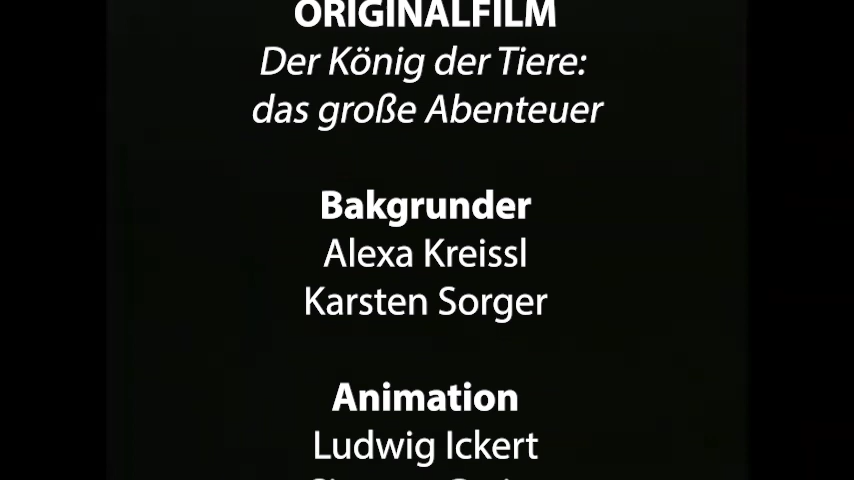 ORIGINALFILM
Der König der Tiere:
das große Abenteuer
Bakgrunder
Alexa Kreissl
Karsten Sorger
Animation
Ludwig Ickert